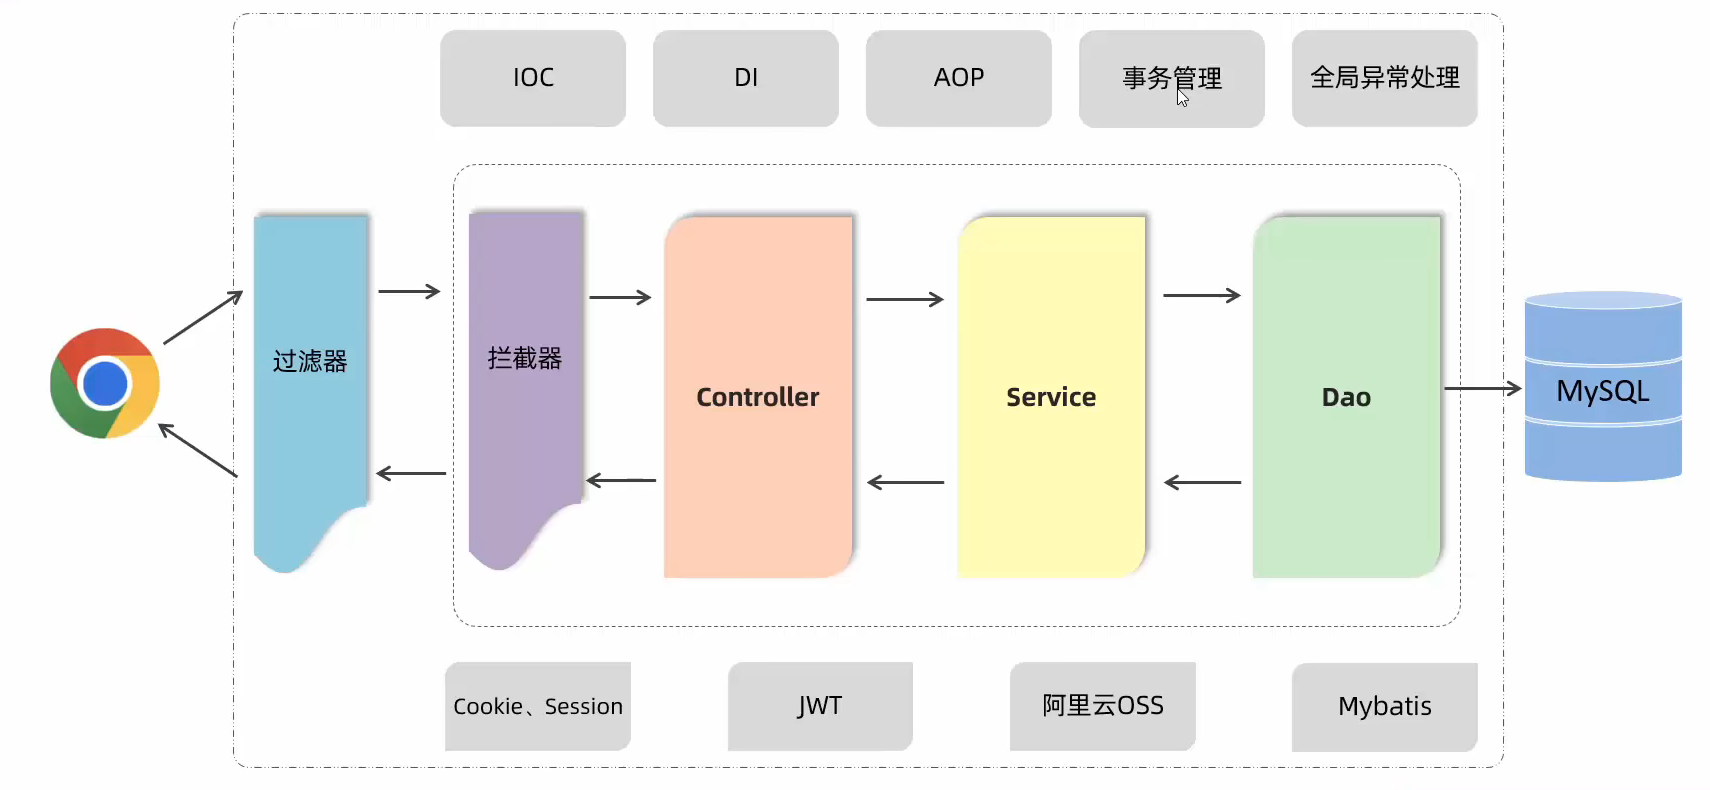 IOC
DI
AOP
事务管理
全局异常处理
过滤器
拦截器
Controller
Service
Dao
MySQL
Cookie、Session
JWT
阿里云OSS
Mybatis